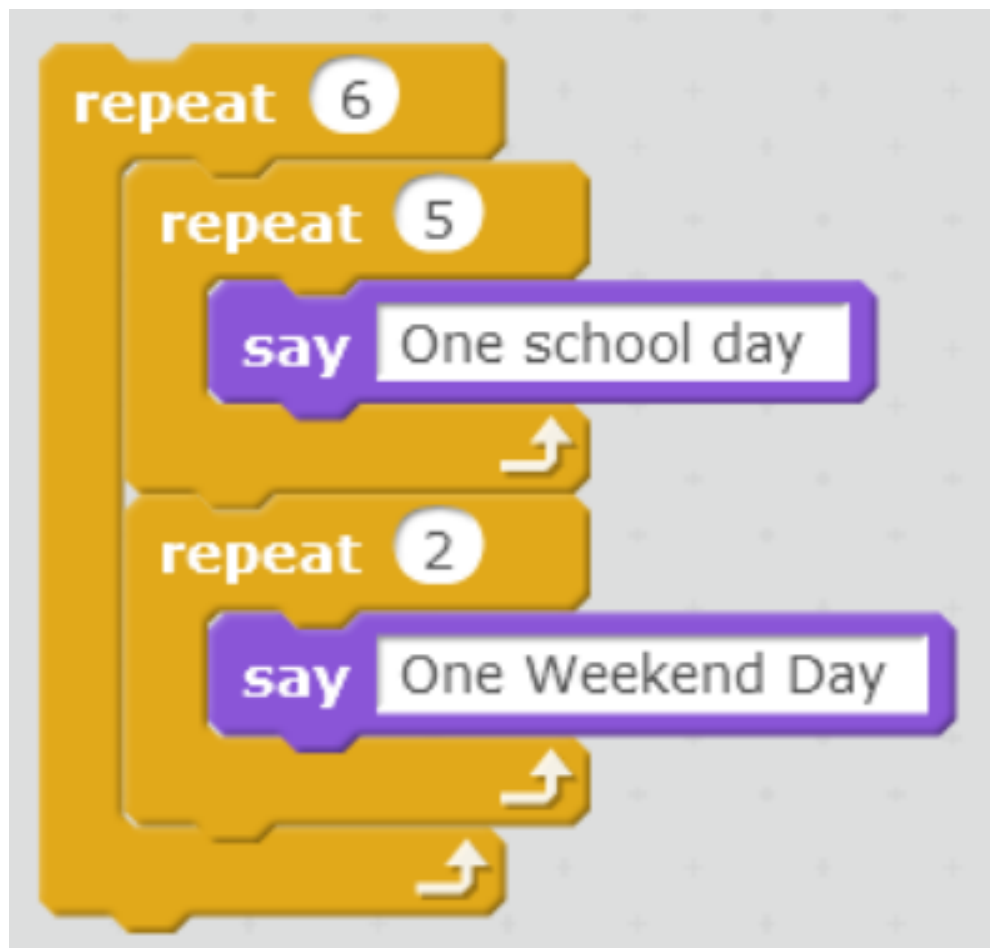 repeat 6
repeat 5
say One school day
repeat 2
say One Weekend Day